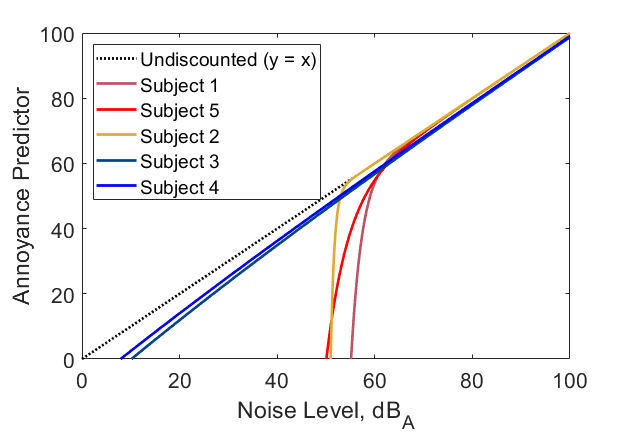 100
80
60
40
20
0
Annoyance Predictor
Undiscounted (y = x)
Subject 1
Subject 5
Subject 2
Subject 3
Subject 4
0 20 40 60 80 100
Noise Level, dB_A